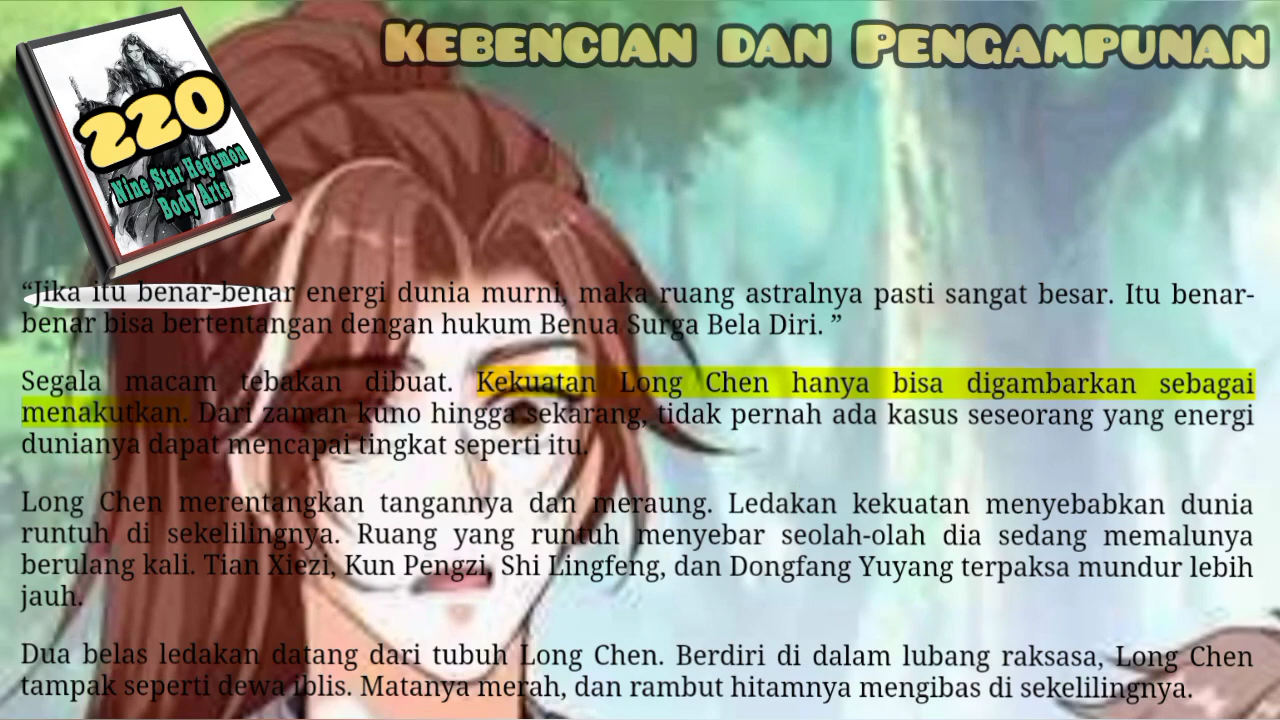 KEBENCIAN DAN PENGAMPUNAN
220
Nine Star Hegemon
Body Arts
“Jika itu benar-benar energi dunia murni, maka ruang astralnya pasti sangat besar. Itu benar-
benar bisa bertentangan dengan hukum Benua Surga Bela Diri. ”
Segala macam tebakan dibuat. Kekuatan Long Chen hanya bisa digambarkan sebagai
menakutkan. Dari zaman kuno hingga sekarang, tidak pernah ada kasus seseorang yang energi
dunianya dapat mencapai tingkat seperti itu.
Long Chen merentangkan tangannya dan meraung. Ledakan kekuatan menyebabkan dunia
runtuh di sekelilingnya. Ruang yang runtuh menyebar seolah-olah dia sedang memalunya
berulang kali. Tian Xiezi, Kun Pengzi, Shi Lingfeng, dan Dongfang Yuyang terpaksa mundur lebih
jauh.
Dua belas ledakan datang dari tubuh Long Chen. Berdiri di dalam lubang raksasa, Long Chen
tampak seperti dewa iblis. Matanya merah, dan rambut hitamnya mengibas di sekelilingnya.